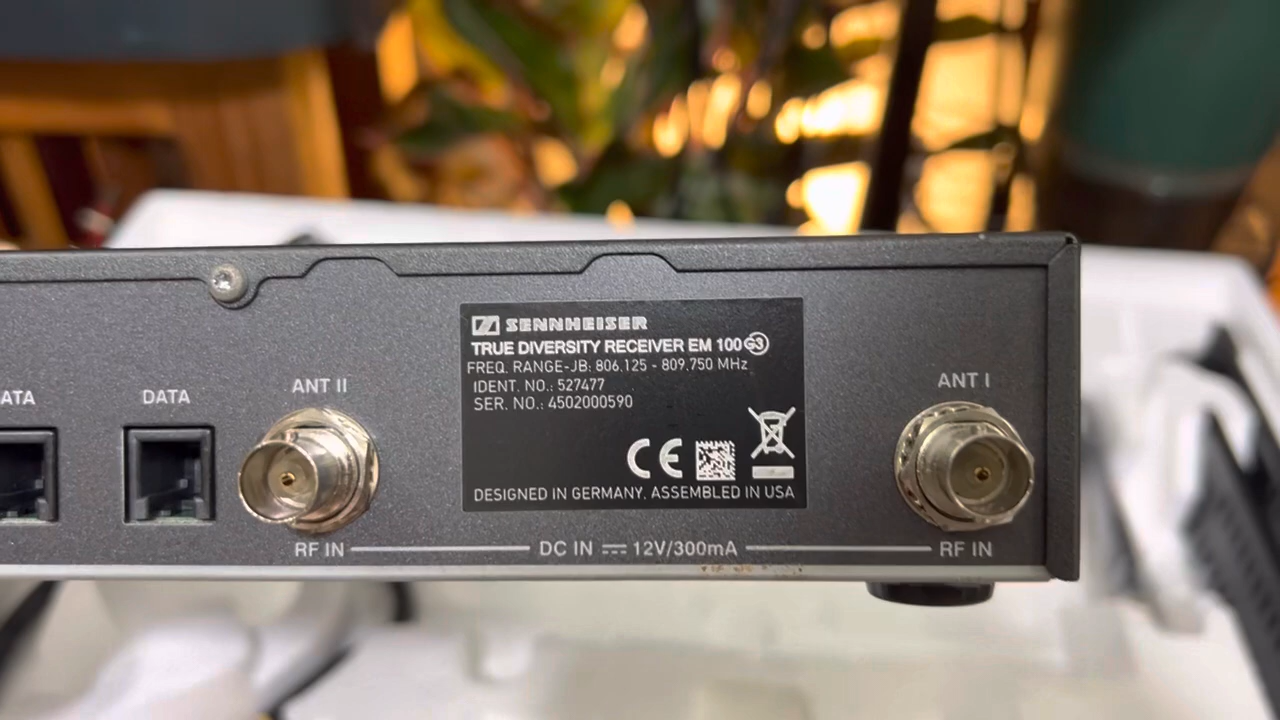 SENNHEISER
TRUE DIVERSITY RECEIVER EM 100 G3
FREQ. RANGE-JB: 806.125 - 809.750 MHz
IDENT. NO.: 527477
SER. NO.: 4502000590
CE
DESIGNED IN GERMANY, ASSEMBLED IN USA
ATA
DATA
ANT II
ANT I
RF IN
DC IN 12V/300mA
RF IN